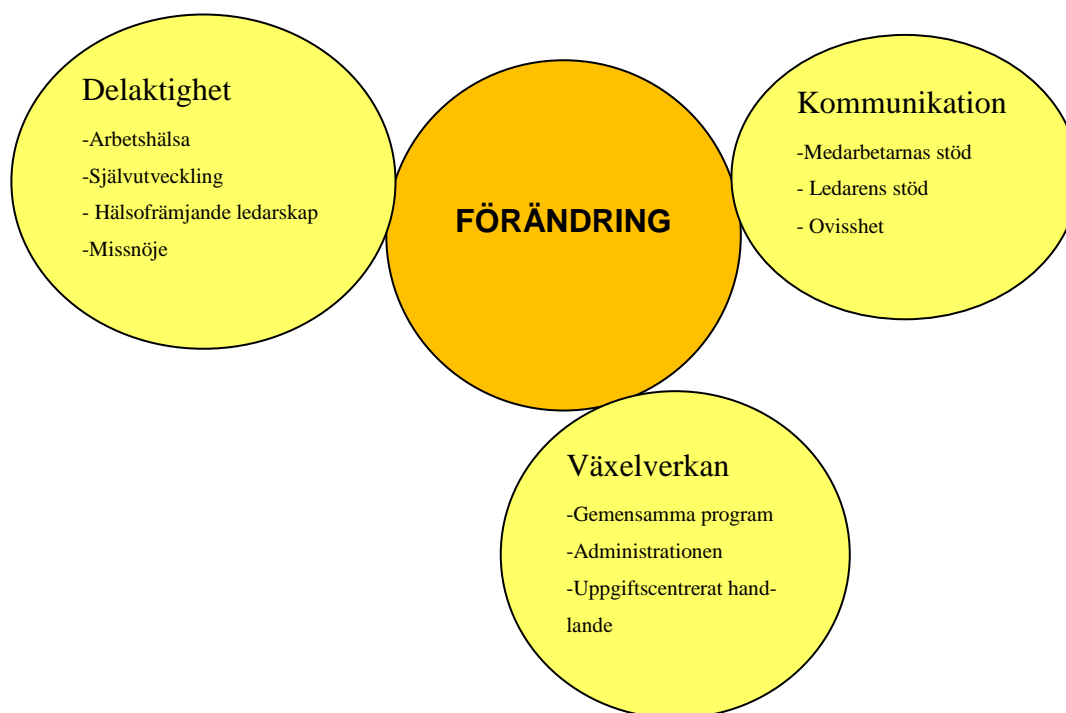 Delaktighet
-Arbetshälsa
-Självutveckling
- Hälsofrämjande ledarskap
-Missnöje
FÖRÄNDRING
Kommunikation
-Medarbetarnas stöd
- Ledarens stöd
- Ovisshet
Växelverkan
-Gemensamma program
-Administrationen
-Uppgiftscentrerat hand-
lande